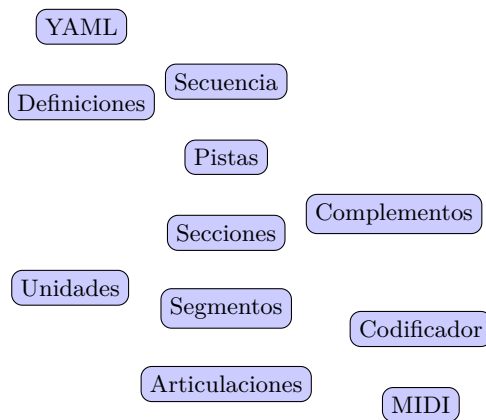 YAML
Secuencia
Definiciones
Pistas
Complementos
Secciones
Unidades
Segmentos
Codificador
Articulaciones
MIDI